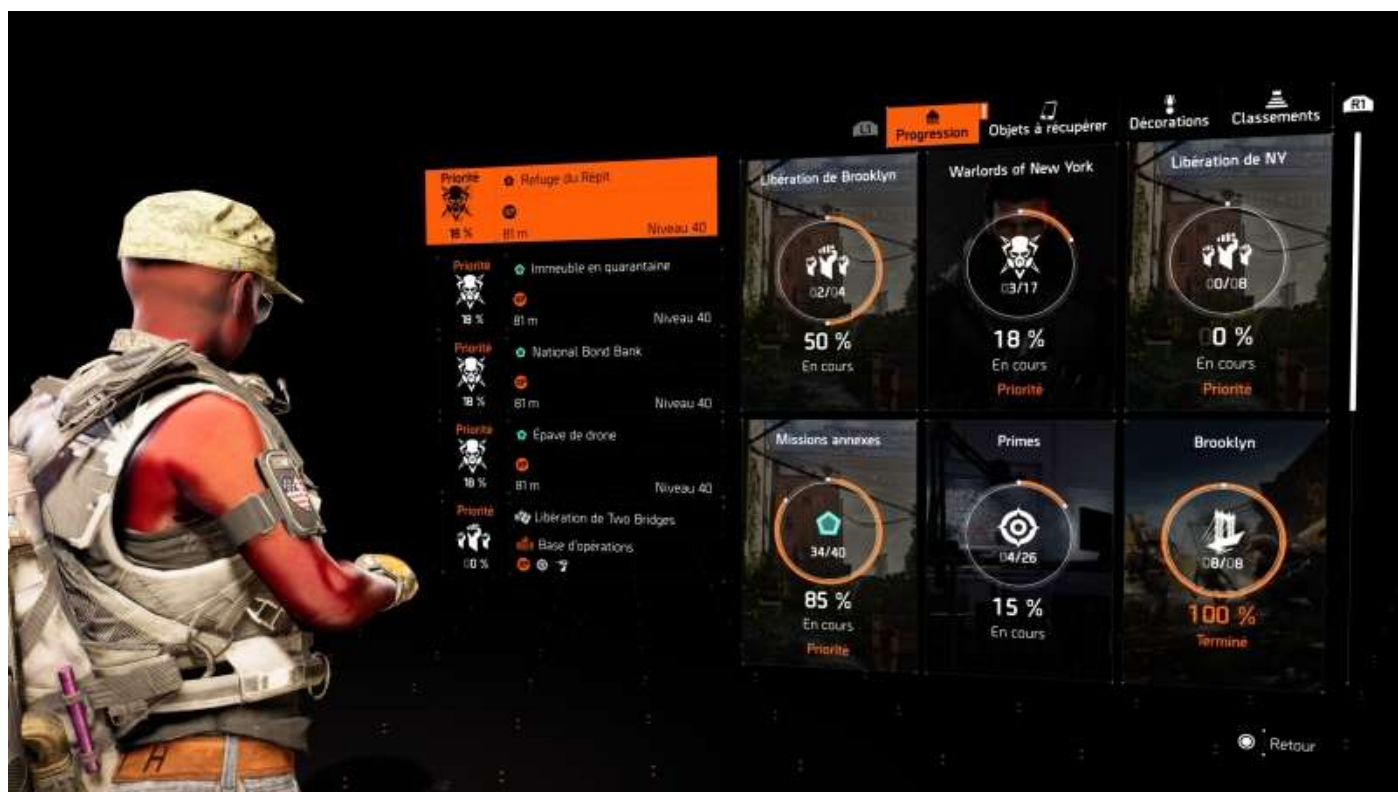 L1
Progression
Objets à récupérer
Décorations
Classements
R1
Priorité
Refuge du Répit
18 %
81 m
Niveau 40
Priorité
Immeuble en quarantaine
18 %
81 m
Niveau 40
Priorité
National Bond Bank
18 %
81 m
Niveau 40
Priorité
Épave de drone
18 %
81 m
Niveau 40
Priorité
Libération de Two Bridges
Base d'opérations
00 %
Libération de Brooklyn
02/04
50 %
En cours
Warlords of New York
03/17
18 %
En cours
Priorité
Libération de NY
00/08
00 %
En cours
Priorité
Missions annexes
34/40
85 %
En cours
Priorité
Primes
04/26
15 %
En cours
Brooklyn
08/08
100 %
Terminé
Retour
H